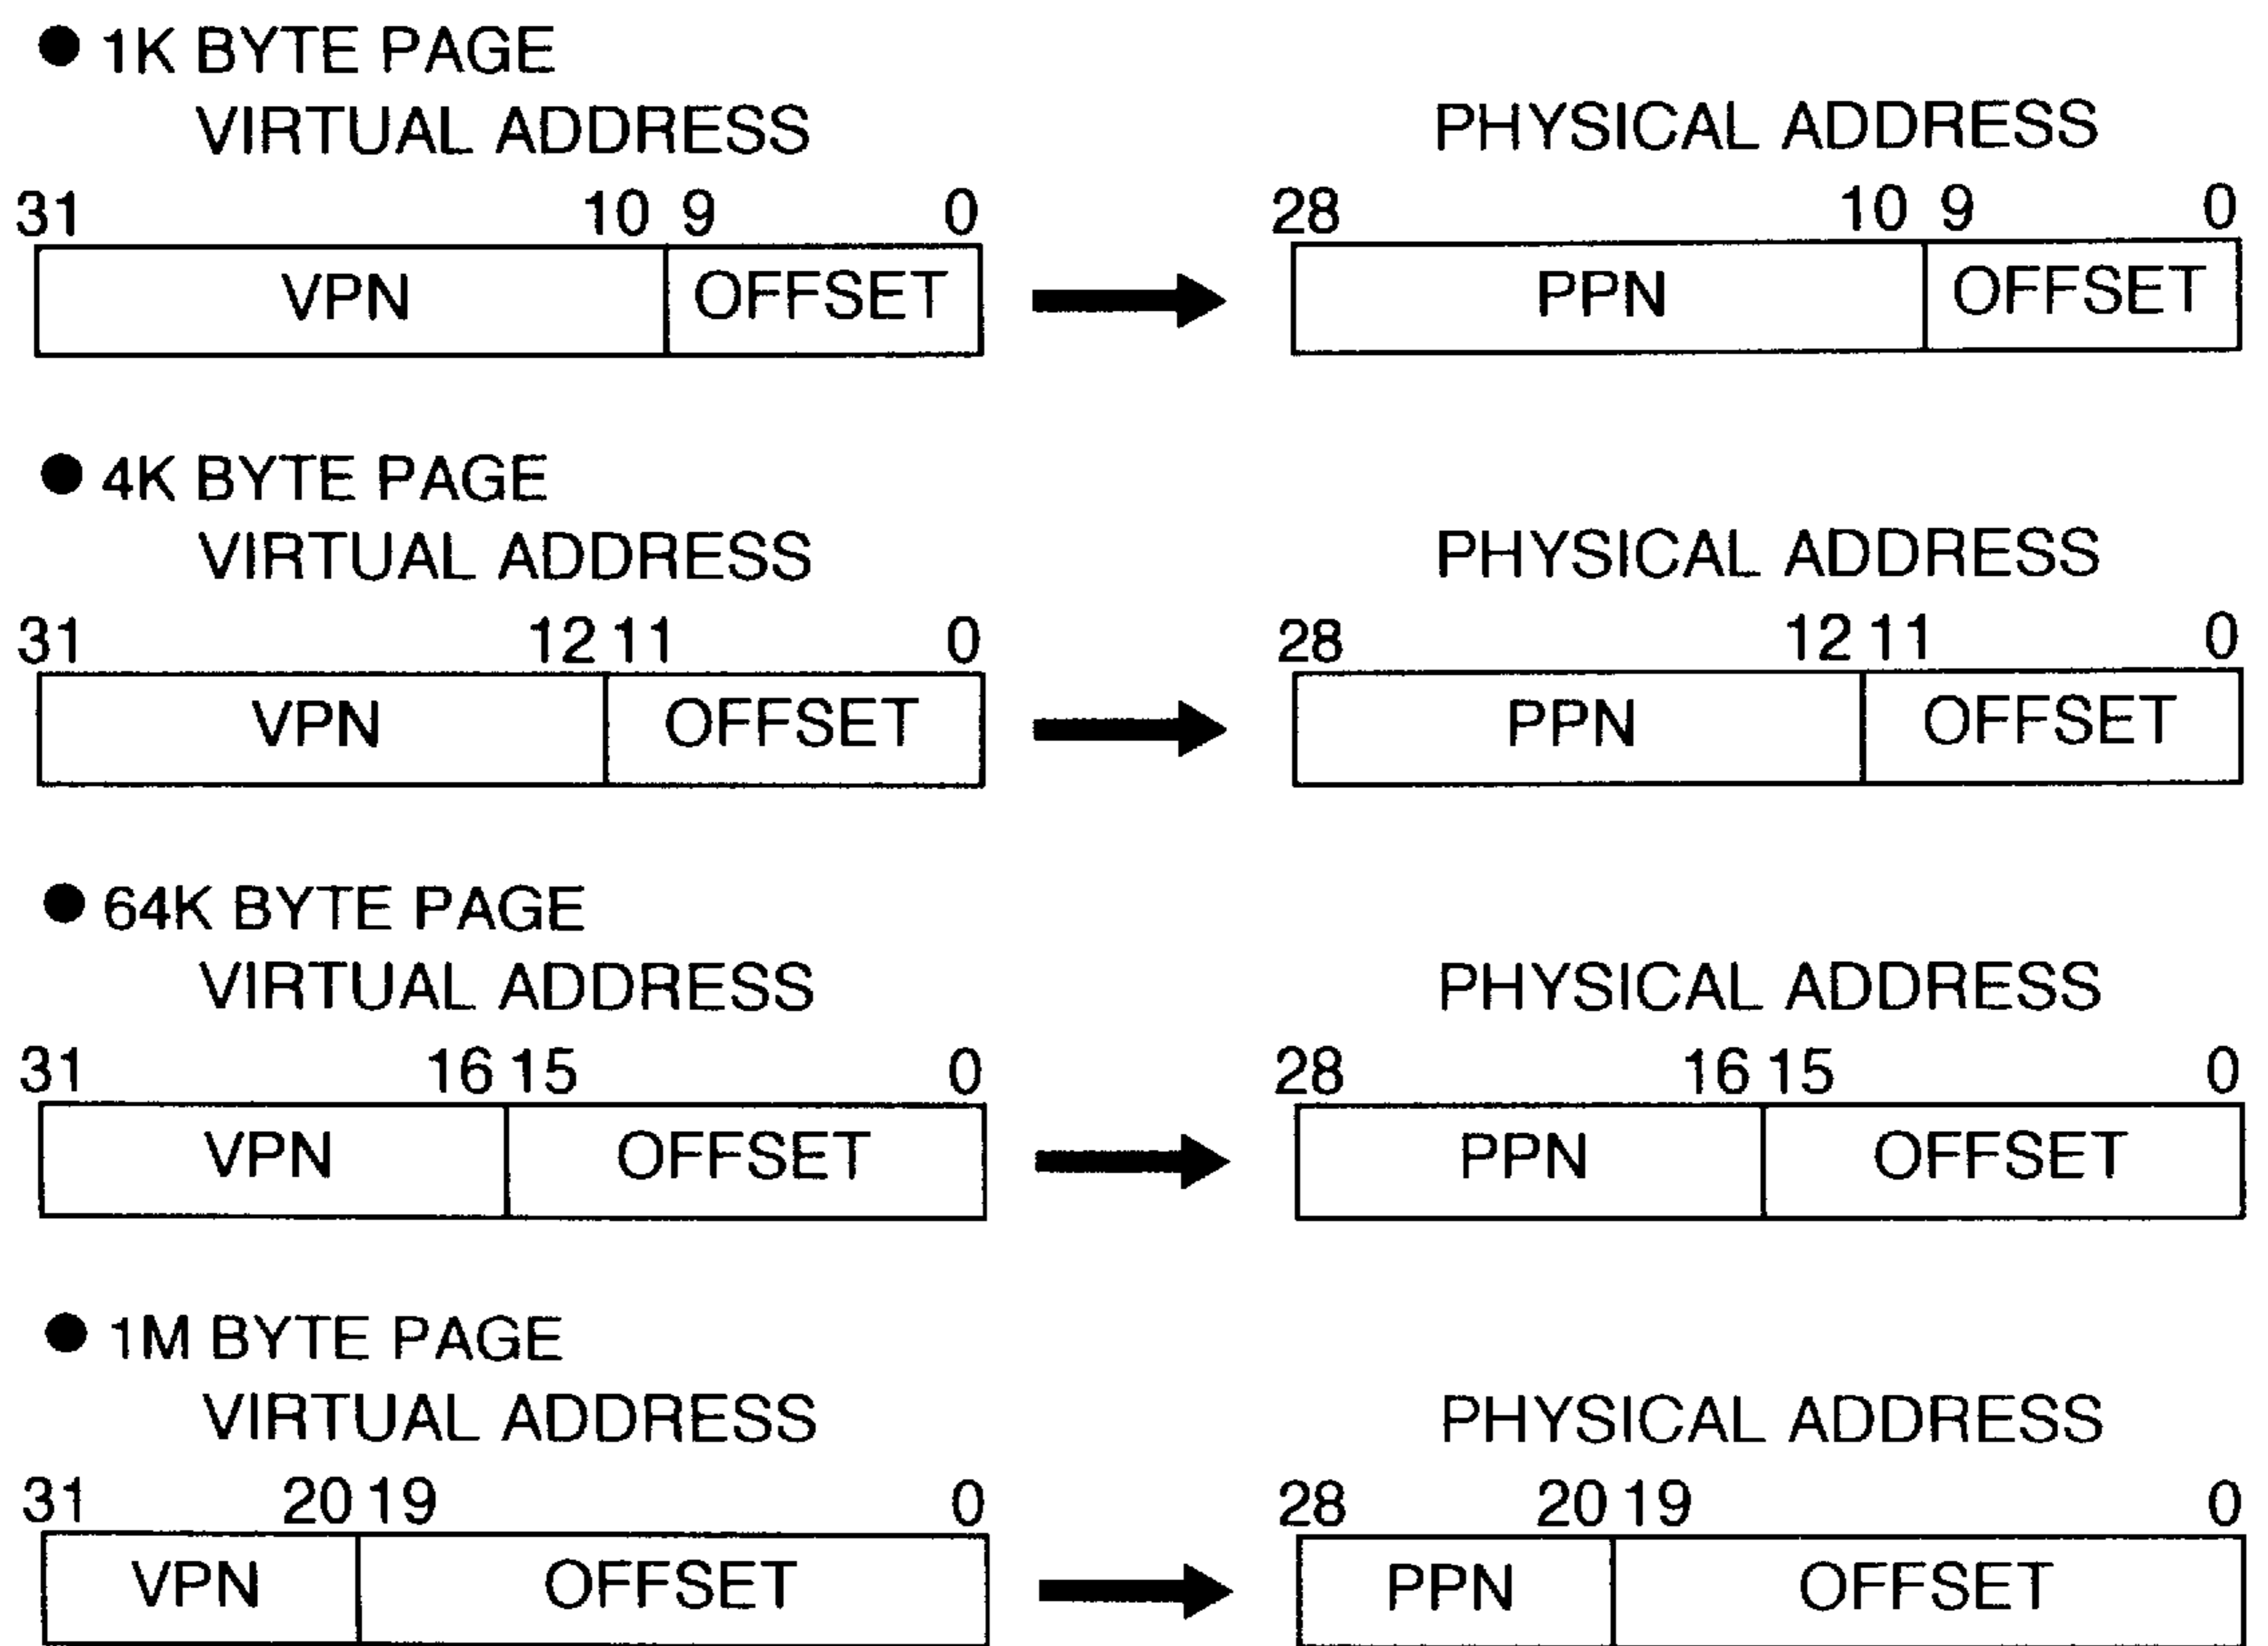 ● 1K BYTE PAGE
VIRTUAL ADDRESS PHYSICAL ADDRESS
31 10 9 0 28 10 9 0
VPN OFFSET PPN OFFSET
● 4K BYTE PAGE
VIRTUAL ADDRESS PHYSICAL ADDRESS
31 12 11 0 28 12 11 0
VPN OFFSET PPN OFFSET
● 64K BYTE PAGE
VIRTUAL ADDRESS PHYSICAL ADDRESS
31 16 15 0 28 16 15 0
VPN OFFSET PPN OFFSET
● 1M BYTE PAGE
VIRTUAL ADDRESS PHYSICAL ADDRESS
31 20 19 0 28 20 19 0
VPN OFFSET PPN OFFSET